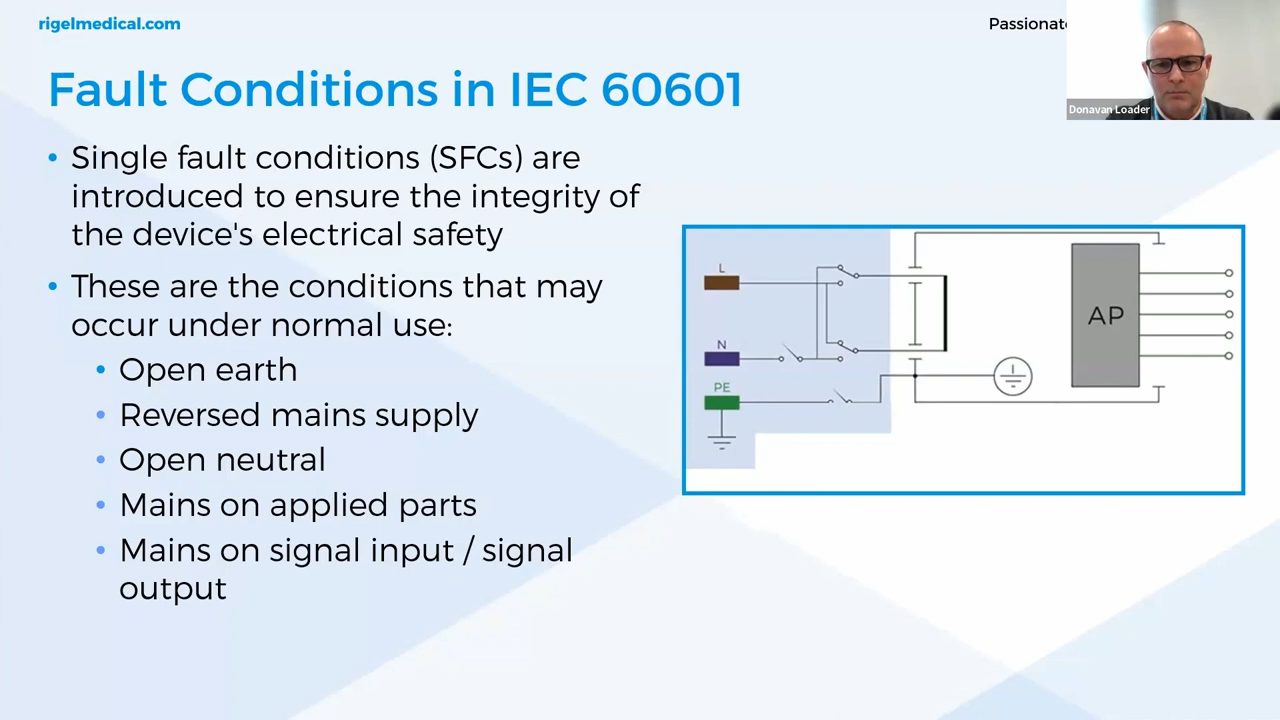 rigelmedical.com
Passionate
Donavan Loader
Fault Conditions in IEC 60601
• Single fault conditions (SFCs) are
introduced to ensure the integrity of
the device's electrical safety
• These are the conditions that may
occur under normal use:
• Open earth
• Reversed mains supply
• Open neutral
• Mains on applied parts
• Mains on signal input / signal
output
L
N
PE
AP